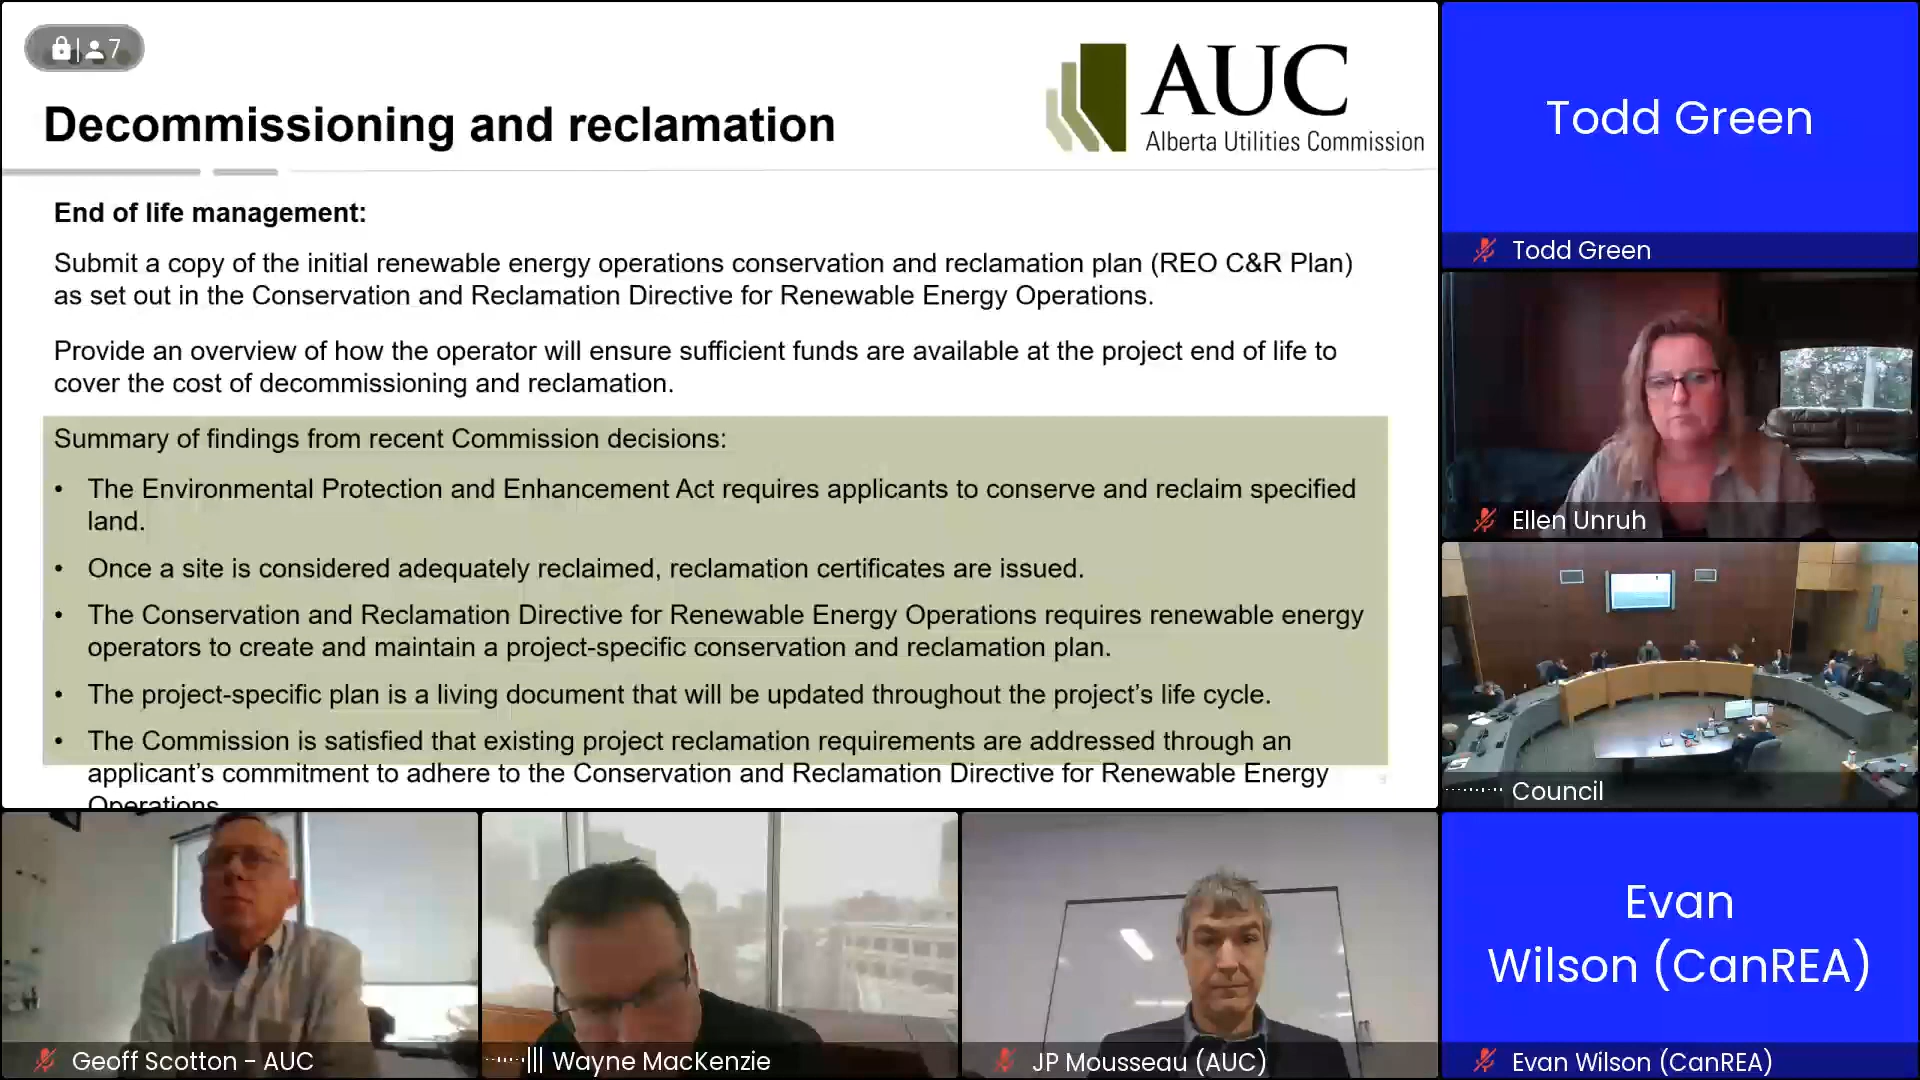 7
AUC
Alberta Utilities Commission
Decommissioning and reclamation
End of life management:
Submit a copy of the initial renewable energy operations conservation and reclamation plan (REO C&R Plan)
as set out in the Conservation and Reclamation Directive for Renewable Energy Operations.
Provide an overview of how the operator will ensure sufficient funds are available at the project end of life to
cover the cost of decommissioning and reclamation.
Summary of findings from recent Commission decisions:
• The Environmental Protection and Enhancement Act requires applicants to conserve and reclaim specified
land.
• Once a site is considered adequately reclaimed, reclamation certificates are issued.
• The Conservation and Reclamation Directive for Renewable Energy Operations requires renewable energy
operators to create and maintain a project-specific conservation and reclamation plan.
• The project-specific plan is a living document that will be updated throughout the project’s life cycle.
• The Commission is satisfied that existing project reclamation requirements are addressed through an
applicant’s commitment to adhere to the Conservation and Reclamation Directive for Renewable Energy
Operations.
Todd Green
Todd Green
Ellen Unruh
Council
Geoff Scotton - AUC
Wayne MacKenzie
JP Mousseau (AUC)
Evan
Wilson (CanREA)
Evan Wilson (CanREA)